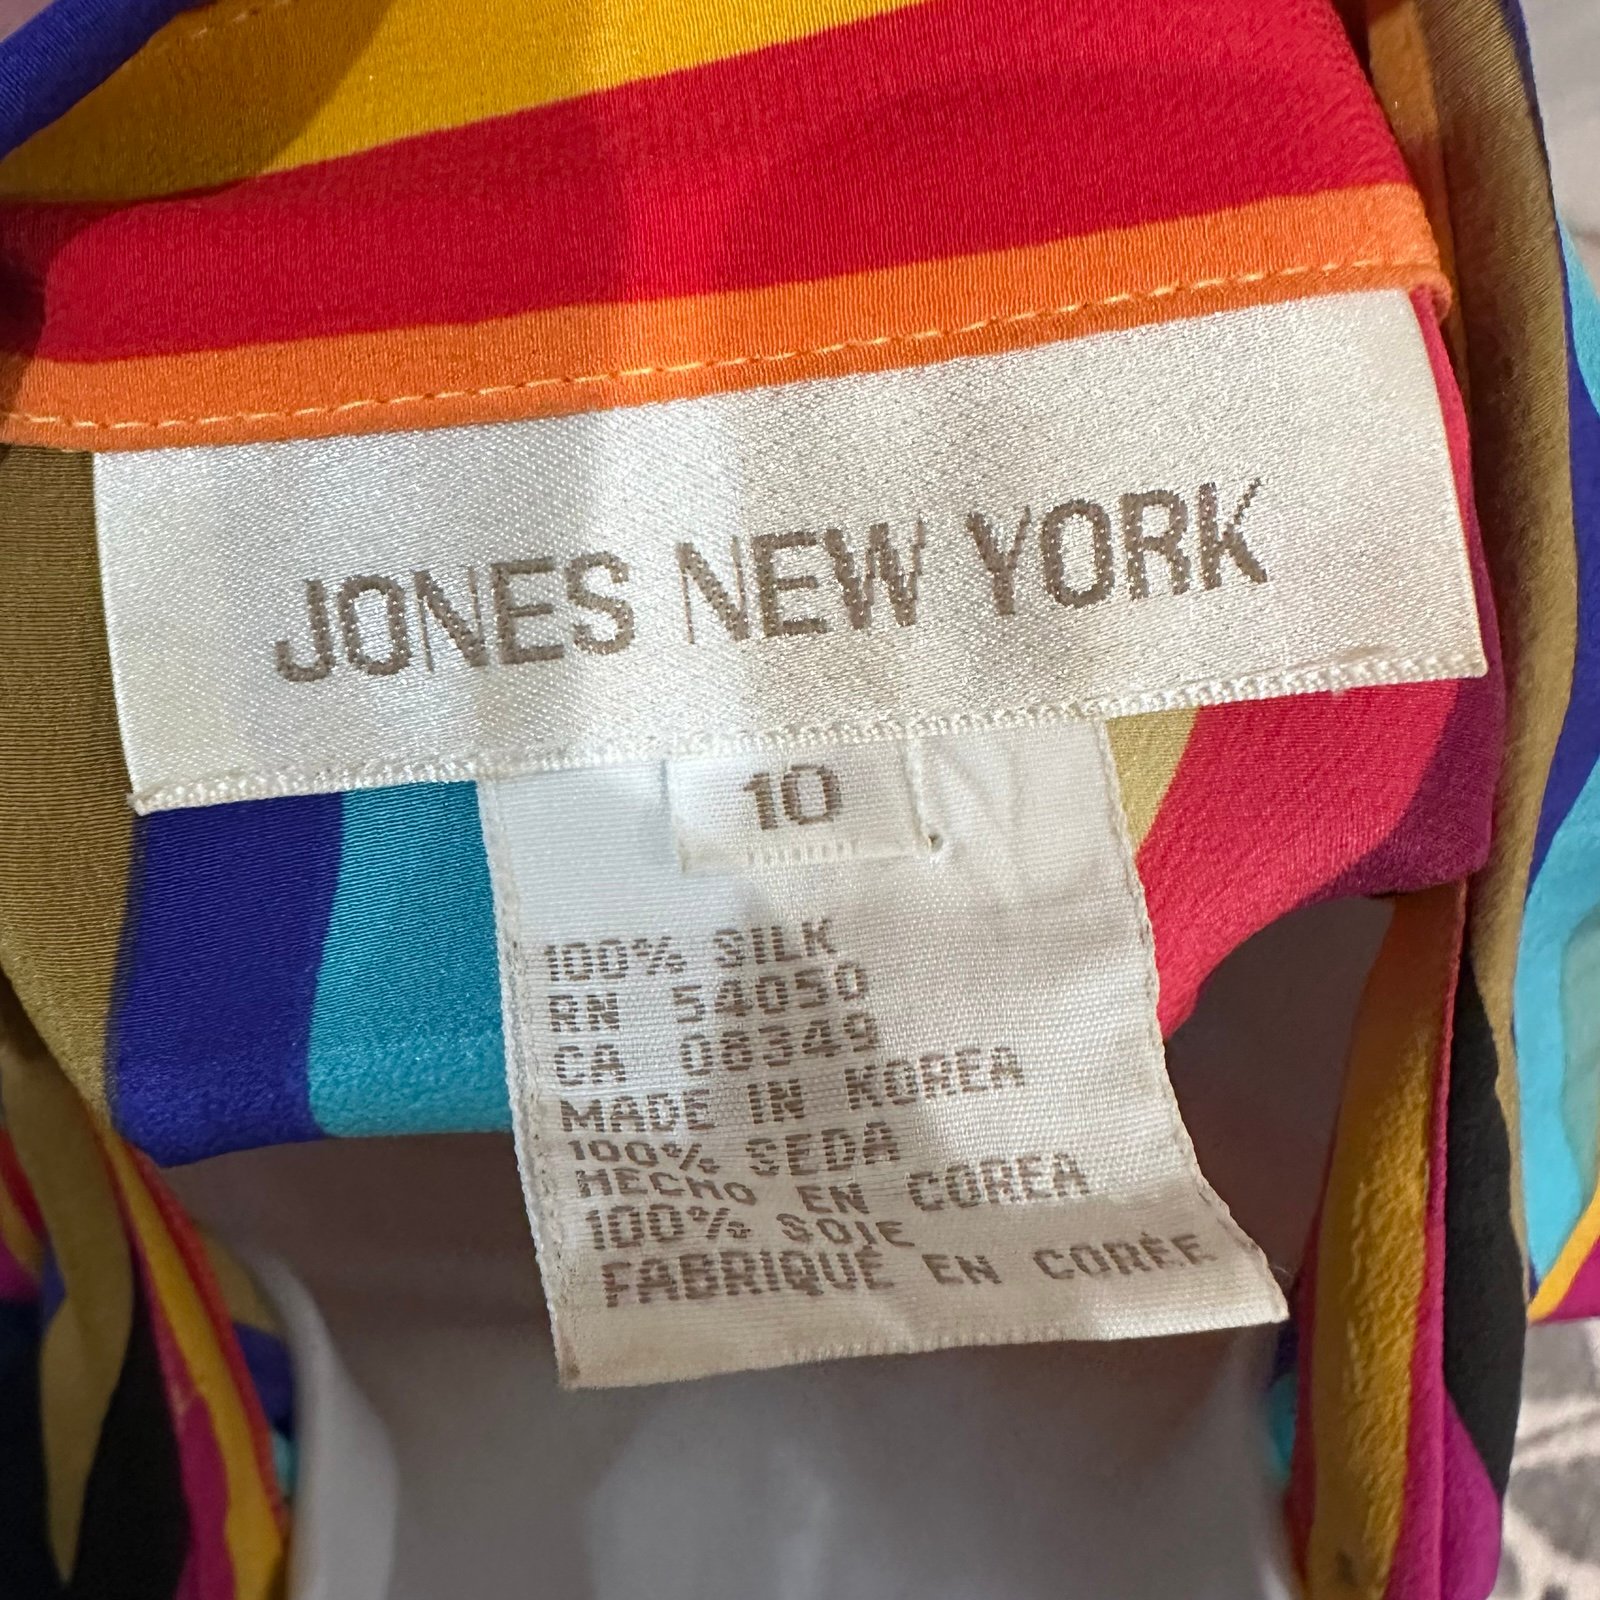 JONES NEW YORK
10
100% SILK
RN 54050
CA 08349
MADE IN KOREA
100% SEDA
HECHO EN COREA
100% SOIE
FABRIQUÉ EN CORÉE